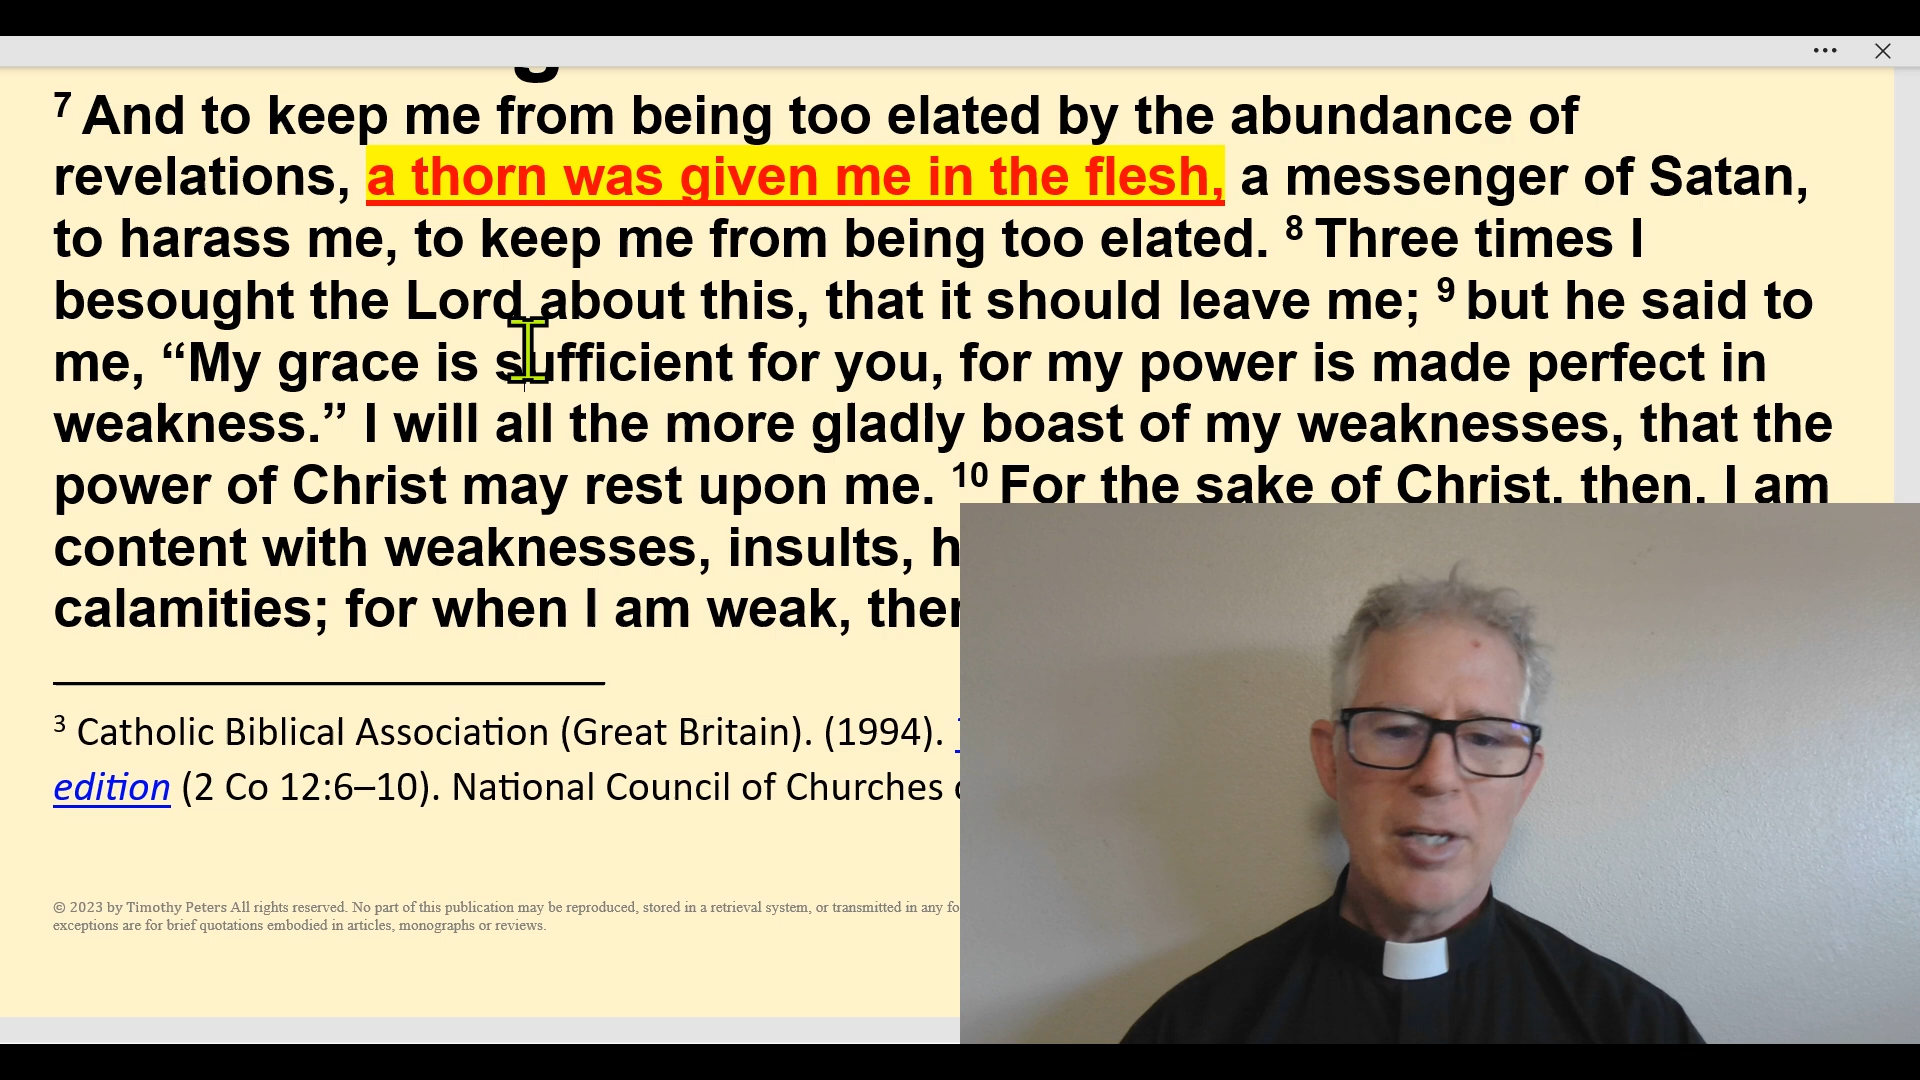 7 And to keep me from being too elated by the abundance of
revelations, a thorn was given me in the flesh, a messenger of Satan,
to harass me, to keep me from being too elated. 8 Three times I
besought the Lord about this, that it should leave me; 9 but he said to
me, “My grace is sufficient for you, for my power is made perfect in
weakness.” I will all the more gladly boast of my weaknesses, that the
power of Christ may rest upon me. 10 For the sake of Christ, then, I am
content with weaknesses, insults,
calamities; for when I am weak,
3 Catholic Biblical Association (Great Britain). (1994).
edition (2 Co 12:6–10). National Council of Churches
© 2023 by Timothy Peters All rights reserved. No part of this publication may be reproduced, stored in a retrieval system, or transmitted in any
exceptions are for brief quotations embodied in articles, monographs or reviews.